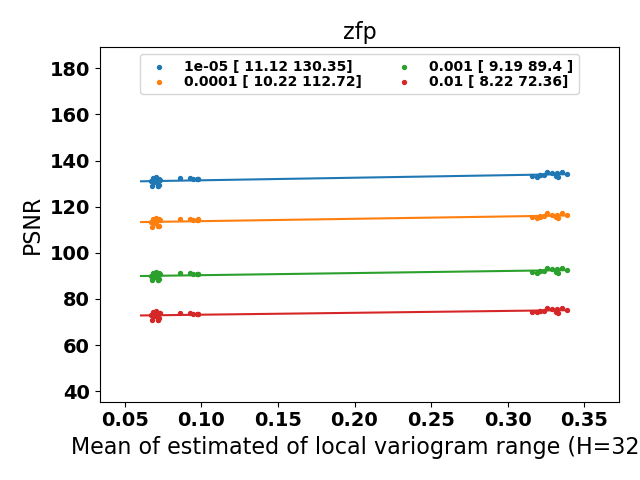 zfp
1e-05 [ 11.12 130.35]
0.0001 [ 10.22 112.72]
0.001 [ 9.19 89.4 ]
0.01 [ 8.22 72.36]
PSNR
180
160
140
120
100
80
60
40
0.05 0.10 0.15 0.20 0.25 0.30 0.35
Mean of estimated of local variogram range (H=32